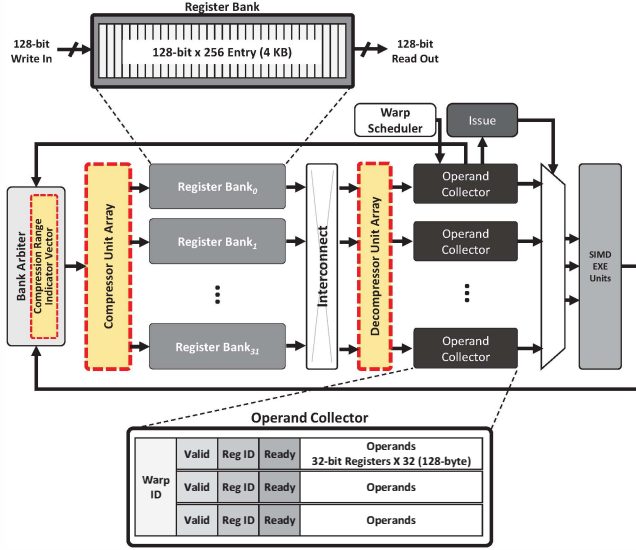 Register Bank
128-bit
Write In
128-bit x 256 Entry (4 KB)
128-bit
Read Out
Warp
Scheduler
Issue
Bank Arbiter
Compression Range
Indicator Vector
Compressor Unit Array
Register Bank0
Register Bank1
Register Bank31
Interconnect
Decompressor Unit Array
Operand
Collector
Operand
Collector
Operand
Collector
SIMD
EXE
Units
Operand Collector
Warp
ID
Valid
Reg ID
Ready
Operands
32-bit Registers X 32 (128-byte)
Valid
Reg ID
Ready
Operands
Valid
Reg ID
Ready
Operands